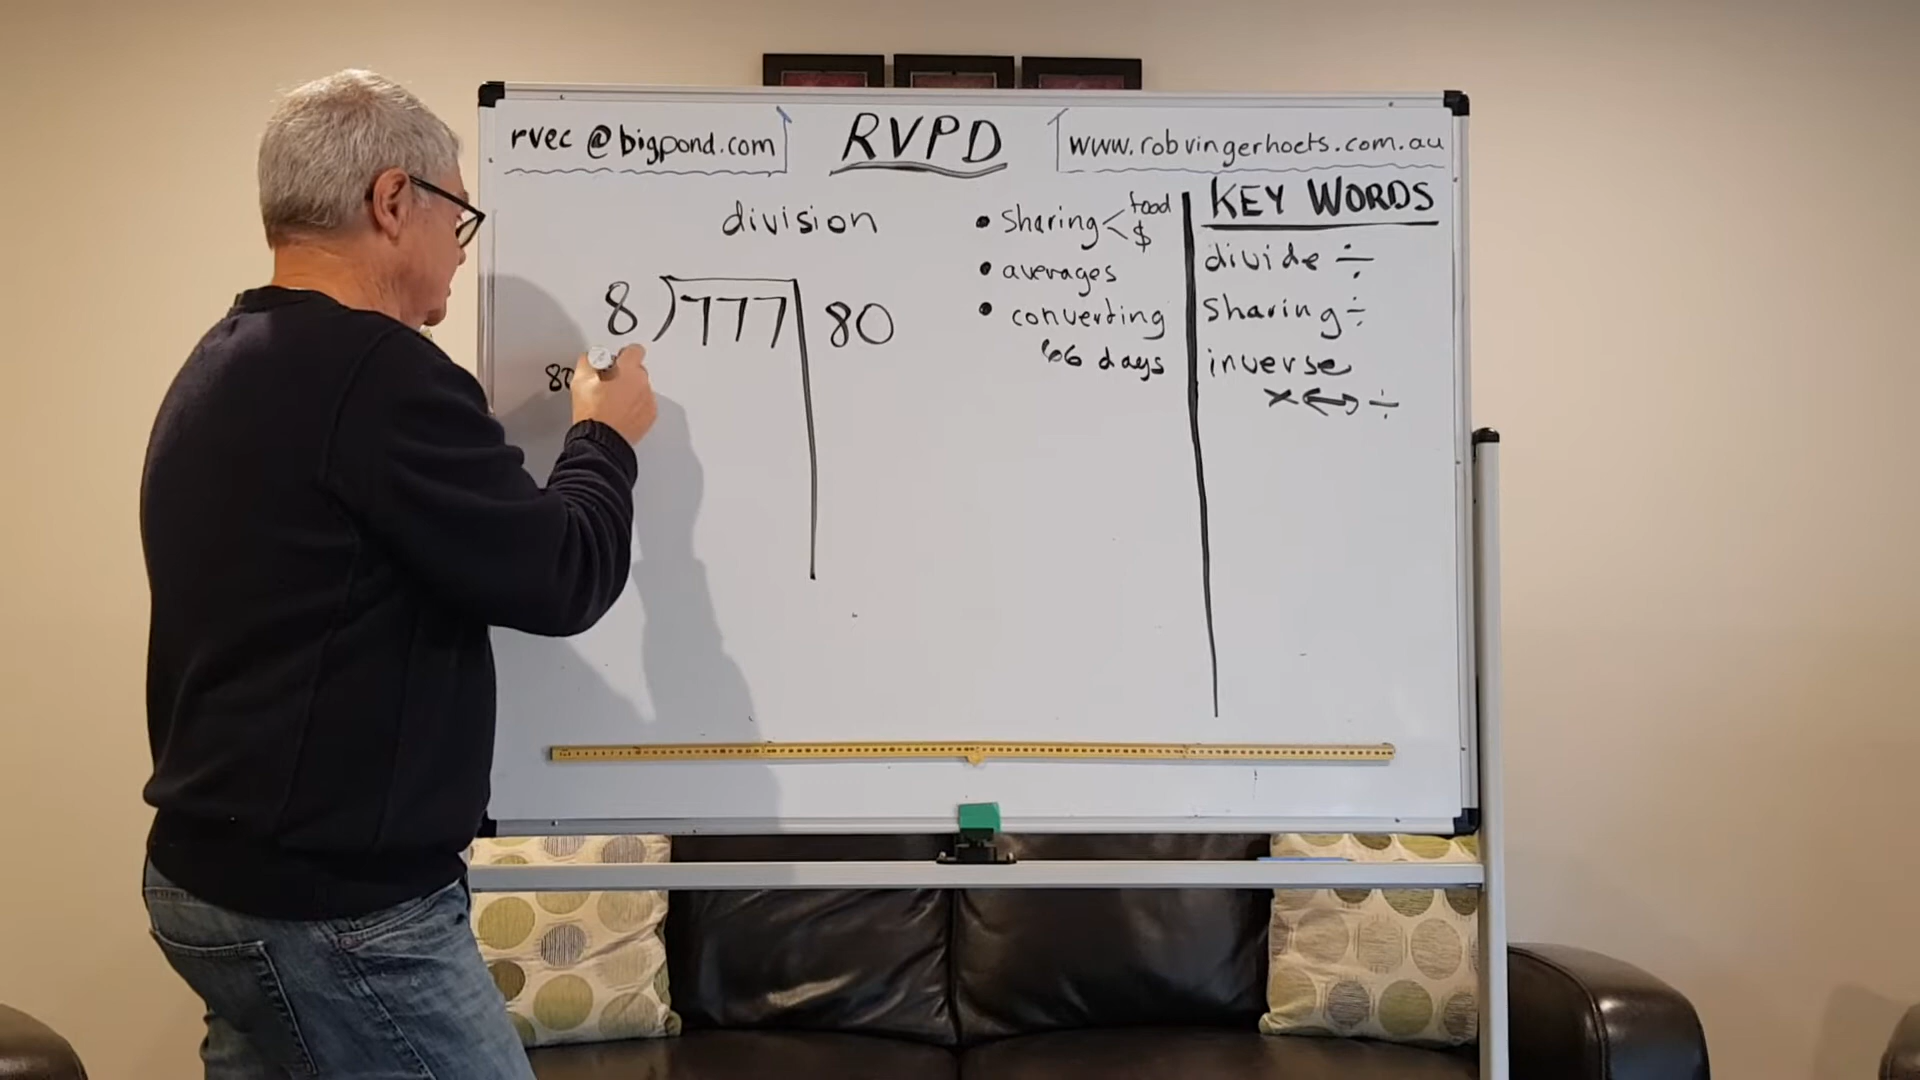 rvec @bigpond.com
RVPD
www.robvingerhoets.com.au
division
8 ) 777 | 80
80
• Sharing < food $
• averages
• converting
66 days
KEY WORDS
divide ÷
Sharing ÷
inverse
× ↔ ÷